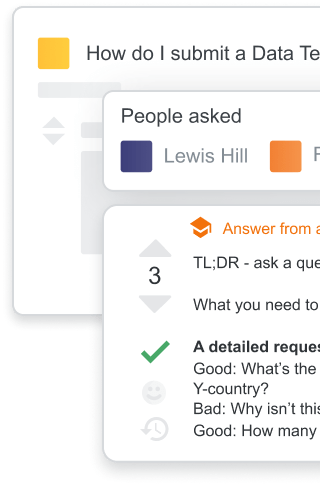 How do I submit a Data Te
People asked
Lewis Hill
Answer from a
3
TL;DR - ask a que
What you need to
A detailed reques
Good: What's the
Y-country?
Bad: Why isn't this
Good: How many